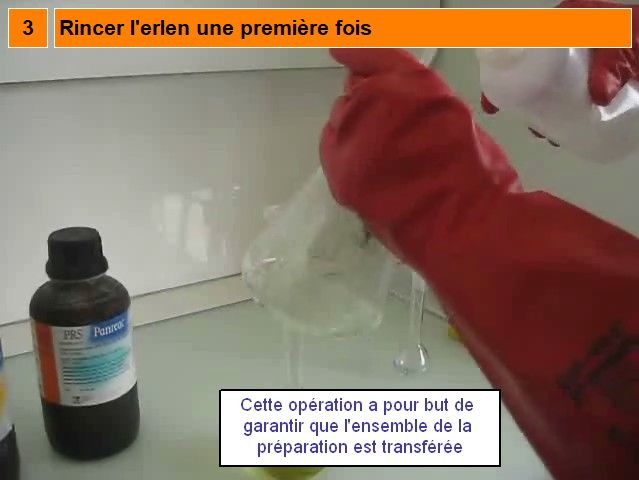 3 Rincer l'erlen une première fois
PRS Panreac
Cette opération a pour but de
garantir que l'ensemble de la
préparation est transférée